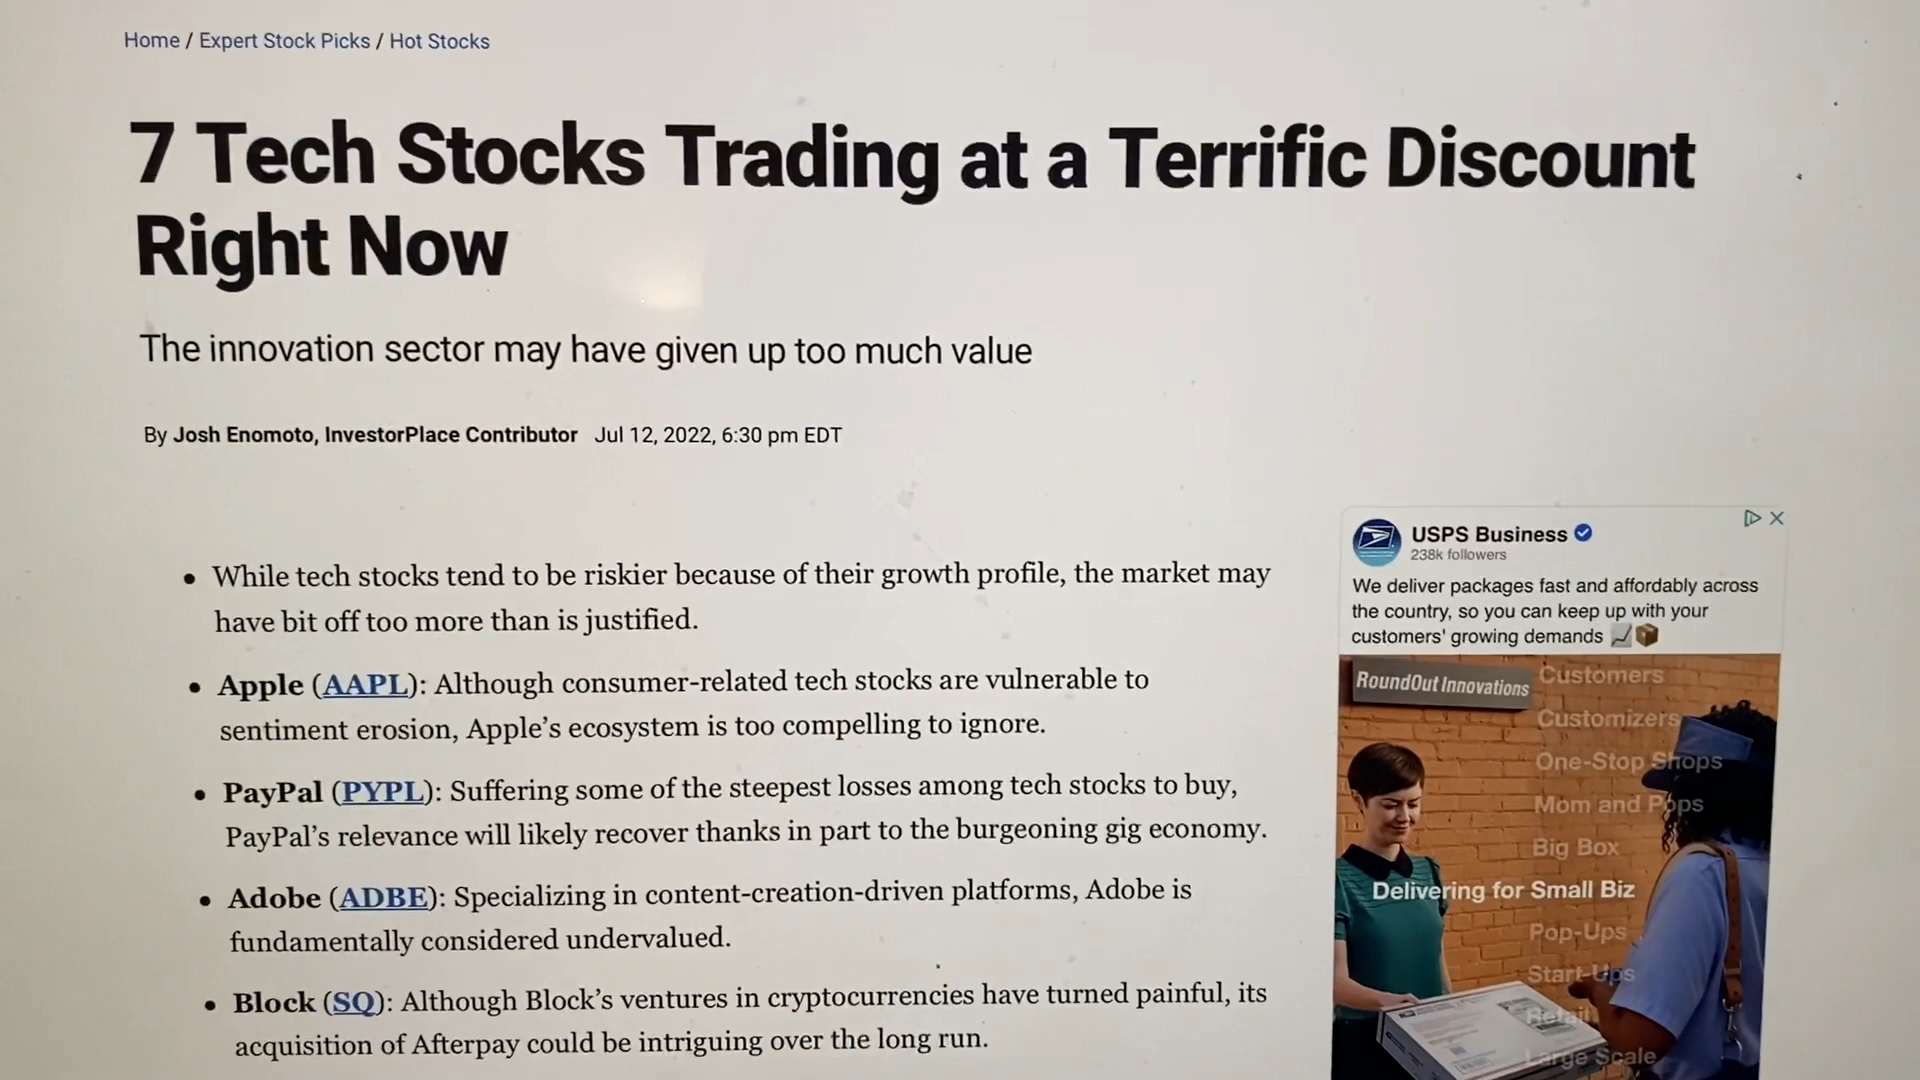 Home / Expert Stock Picks / Hot Stocks
7 Tech Stocks Trading at a Terrific Discount
Right Now
The innovation sector may have given up too much value
By Josh Enomoto, InvestorPlace Contributor Jul 12, 2022, 6:30 pm EDT
• While tech stocks tend to be riskier because of their growth profile, the market may
have bit off too more than is justified.
• Apple (AAPL): Although consumer-related tech stocks are vulnerable to
sentiment erosion, Apple's ecosystem is too compelling to ignore.
• PayPal (PYPL): Suffering some of the steepest losses among tech stocks to buy,
PayPal's relevance will likely recover thanks in part to the burgeoning gig economy.
• Adobe (ADBE): Specializing in content-creation-driven platforms, Adobe is
fundamentally considered undervalued.
• Block (SQ): Although Block's ventures in cryptocurrencies have turned painful, its
acquisition of Afterpay could be intriguing over the long run.
USPS Business
238k followers
We deliver packages fast and affordably across
the country, so you can keep up with your
customers' growing demands 📈📦
RoundOut Innovations
Customers
Customizers
One-Stop Shops
Mom and Pops
Big Box
Delivering for Small Biz
Pop-Ups
Start-Ups
Retail
Large Scale